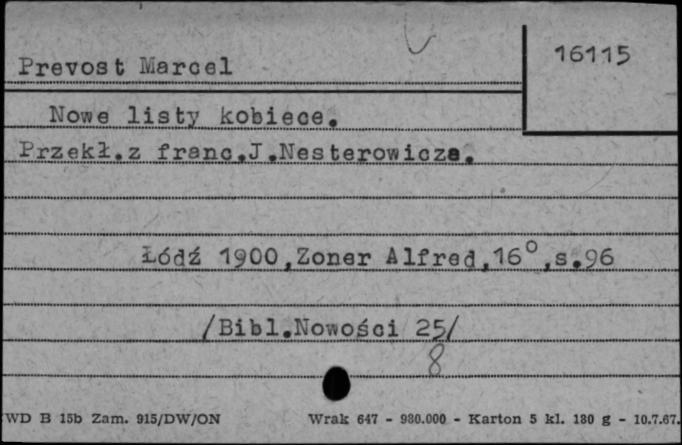 16115
Prevost Marcel
Nowe listy kobiece.
Przekł.z franc.J.Nesterowicza.
Łódź 1900,Zoner Alfred,16°,s.96
/Bibl.Nowości 25/
8
WD B 15b Zam. 915/DW/ON Wrak 647 - 980.000 - Karton 5 kl. 180 g - 10.7.67.